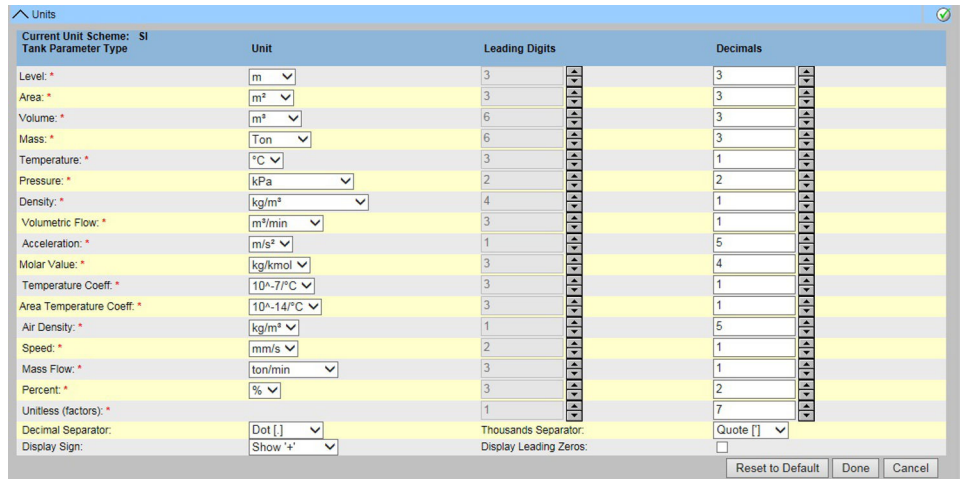 Units
Current Unit Scheme: SI
Tank Parameter Type Unit Leading Digits Decimals
Level: * m 3 3
Area: * m² 3 3
Volume: * m³ 6 3
Mass: * Ton 6 3
Temperature: * °C 3 1
Pressure: * kPa 2 2
Density: * kg/m³ 4 1
Volumetric Flow: * m³/min 3 1
Acceleration: * m/s² 1 5
Molar Value: * kg/kmol 3 4
Temperature Coeff: * 10^-7/°C 3 1
Area Temperature Coeff: * 10^-14/°C 3 1
Air Density: * kg/m³ 1 5
Speed: * mm/s 2 1
Mass Flow: * ton/min 3 1
Percent: * % 3 2
Unitless (factors): * 1 7
Decimal Separator: Dot [.] Thousands Separator: Quote [']
Display Sign: Show '+' Display Leading Zeros:
Reset to Default Done Cancel